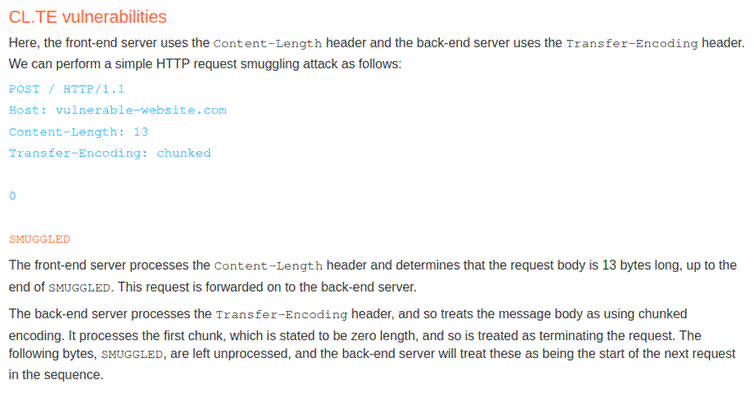 CL.TE vulnerabilities
Here, the front-end server uses the Content-Length header and the back-end server uses the Transfer-Encoding header.
We can perform a simple HTTP request smuggling attack as follows:
POST / HTTP/1.1
Host: vulnerable-website.com
Content-Length: 13
Transfer-Encoding: chunked
0
SMUGGLED
The front-end server processes the Content-Length header and determines that the request body is 13 bytes long, up to the
end of SMUGGLED. This request is forwarded on to the back-end server.
The back-end server processes the Transfer-Encoding header, and so treats the message body as using chunked
encoding. It processes the first chunk, which is stated to be zero length, and so is treated as terminating the request. The
following bytes, SMUGGLED, are left unprocessed, and the back-end server will treat these as being the start of the next request
in the sequence.